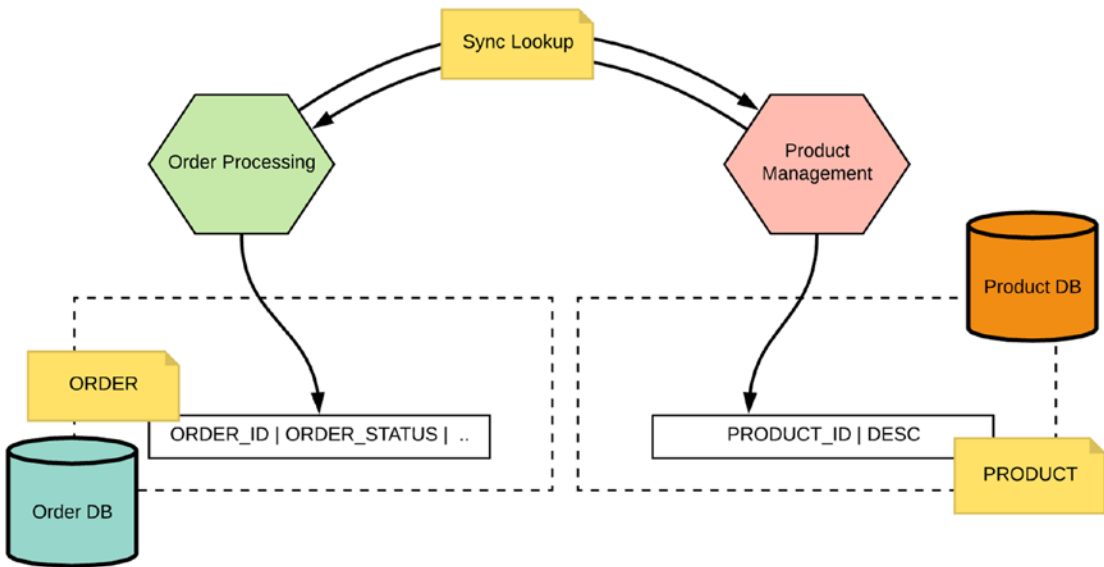 Sync Lookup
Order Processing
Product
Management
Product DB
ORDER
ORDER_ID | ORDER_STATUS | ..
PRODUCT_ID | DESC
PRODUCT
Order DB